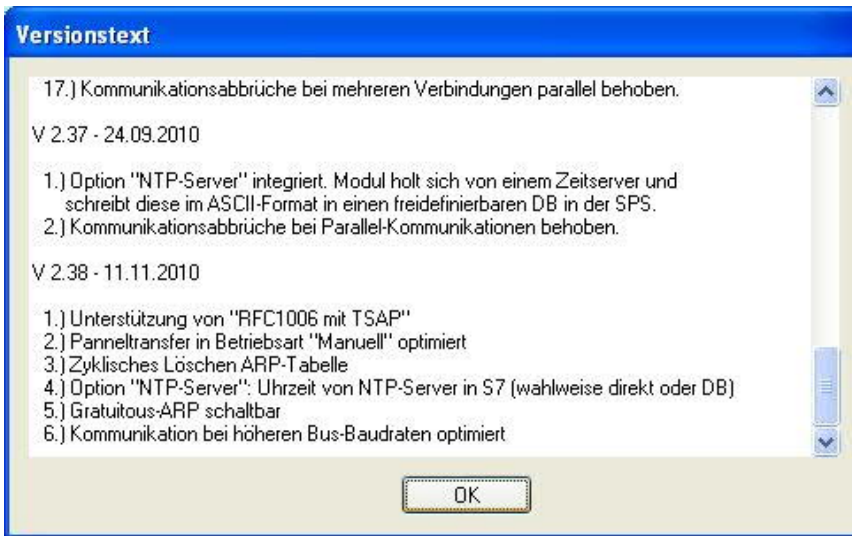 Versionstext
17.) Kommunikationsabbrüche bei mehreren Verbindungen parallel behoben.
V 2.37 - 24.09.2010
1.) Option "NTP-Server" integriert. Modul holt sich von einem Zeitserver und
schreibt diese im ASCII-Format in einen freidefinierbaren DB in der SPS.
2.) Kommunikationsabbrüche bei Parallel-Kommunikationen behoben.
V 2.38 - 11.11.2010
1.) Unterstützung von "RFC1006 mit TSAP"
2.) Panneltransfer in Betriebsart "Manuell" optimiert
3.) Zyklisches Löschen ARP-Tabelle
4.) Option "NTP-Server": Uhrzeit von NTP-Server in S7 (wahlweise direkt oder DB)
5.) Gratuitous-ARP schaltbar
6.) Kommunikation bei höheren Bus-Baudraten optimiert
OK